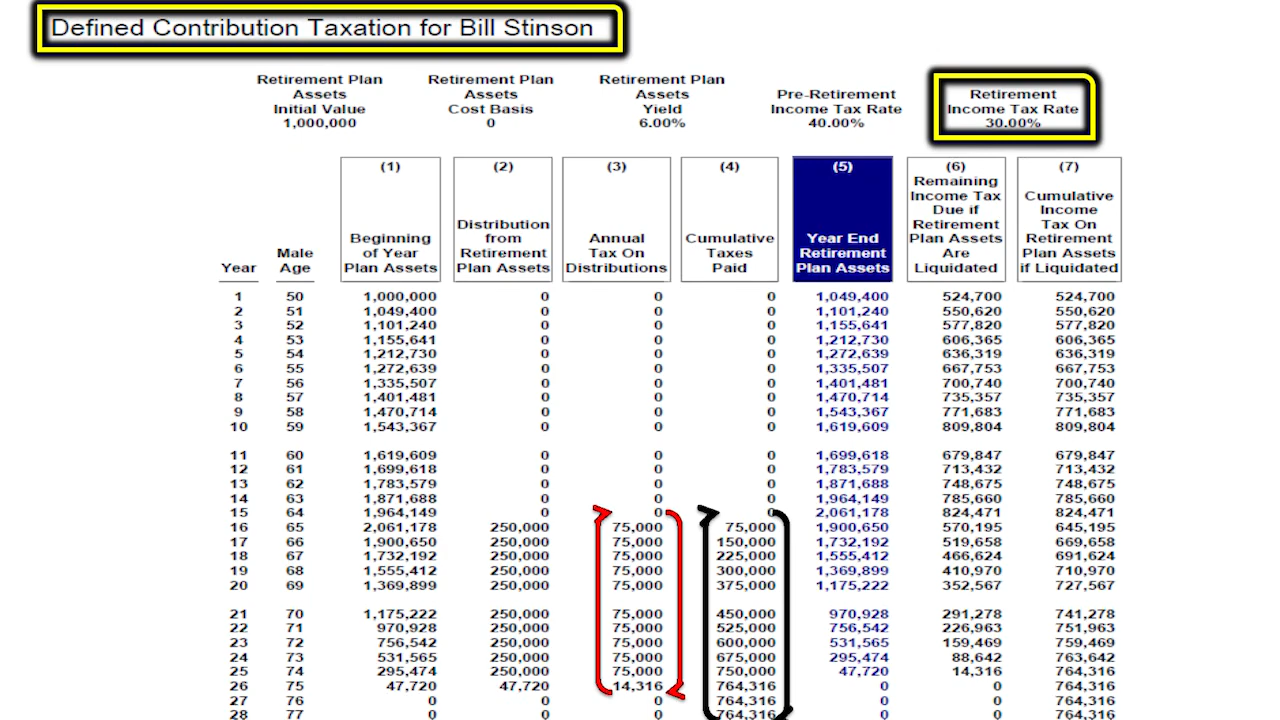 Defined Contribution Taxation for Bill Stinson
Retirement Plan Assets Initial Value 1,000,000
Retirement Plan Assets Cost Basis 0
Retirement Plan Assets Yield 6.00%
Pre-Retirement Income Tax Rate 40.00%
Retirement Income Tax Rate 30.00%
Year
Male Age
(1) Beginning of Year Plan Assets
(2) Distribution from Retirement Plan Assets
(3) Annual Tax On Distributions
(4) Cumulative Taxes Paid
(5) Year End Retirement Plan Assets
(6) Remaining Income Tax Due if Retirement Plan Assets Are Liquidated
(7) Cumulative Income Tax On Retirement Plan Assets if Liquidated
1 50 1,000,000 0 0 0 1,049,400 524,700 524,700
2 51 1,049,400 0 0 0 1,101,240 550,620 550,620
3 52 1,101,240 0 0 0 1,155,641 577,820 577,820
4 53 1,155,641 0 0 0 1,212,730 606,365 606,365
5 54 1,212,730 0 0 0 1,272,639 636,319 636,319
6 55 1,272,639 0 0 0 1,335,507 667,753 667,753
7 56 1,335,507 0 0 0 1,401,481 700,740 700,740
8 57 1,401,481 0 0 0 1,470,714 735,357 735,357
9 58 1,470,714 0 0 0 1,543,367 771,683 771,683
10 59 1,543,367 0 0 0 1,619,609 809,804 809,804
11 60 1,619,609 0 0 0 1,699,618 679,847 679,847
12 61 1,699,618 0 0 0 1,783,579 713,432 713,432
13 62 1,783,579 0 0 0 1,871,688 748,675 748,675
14 63 1,871,688 0 0 0 1,964,149 785,660 785,660
15 64 1,964,149 0 0 0 2,061,178 824,471 824,471
16 65 2,061,178 250,000 75,000 75,000 1,900,650 570,195 645,195
17 66 1,900,650 250,000 75,000 150,000 1,732,192 519,658 669,658
18 67 1,732,192 250,000 75,000 225,000 1,555,412 466,624 691,624
19 68 1,555,412 250,000 75,000 300,000 1,369,899 410,970 710,970
20 69 1,369,899 250,000 75,000 375,000 1,175,222 352,567 727,567
21 70 1,175,222 250,000 75,000 450,000 970,928 291,278 741,278
22 71 970,928 250,000 75,000 525,000 756,542 226,963 751,963
23 72 756,542 250,000 75,000 600,000 531,565 159,469 759,469
24 73 531,565 250,000 75,000 675,000 295,474 88,642 763,642
25 74 295,474 250,000 75,000 750,000 47,720 14,316 764,316
26 75 47,720 47,720 14,316 764,316 0 0 764,316
27 76 0 0 0 764,316 0 0 764,316
28 77 0 0 0 764,316 0 0 764,316